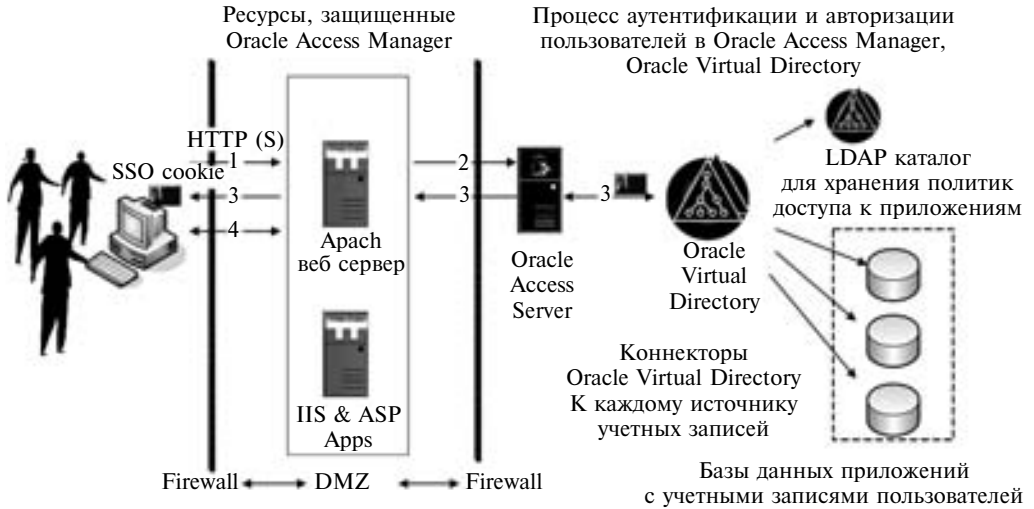 Ресурсы, защищенные
Oracle Access Manager
Процесс аутентификации и авторизации
пользователей в Oracle Access Manager,
Oracle Virtual Directory
HTTP (S)
SSO cookie
1
3
4
2
3
3
Apach
веб сервер
Oracle
Access
Server
Oracle
Virtual
Directory
LDAP каталог
для хранения политик
доступа к приложениям
IIS & ASP
Apps
Коннекторы
Oracle Virtual Directory
К каждому источнику
учетных записей
Firewall
DMZ
Firewall
Базы данных приложений
с учетными записями пользователей